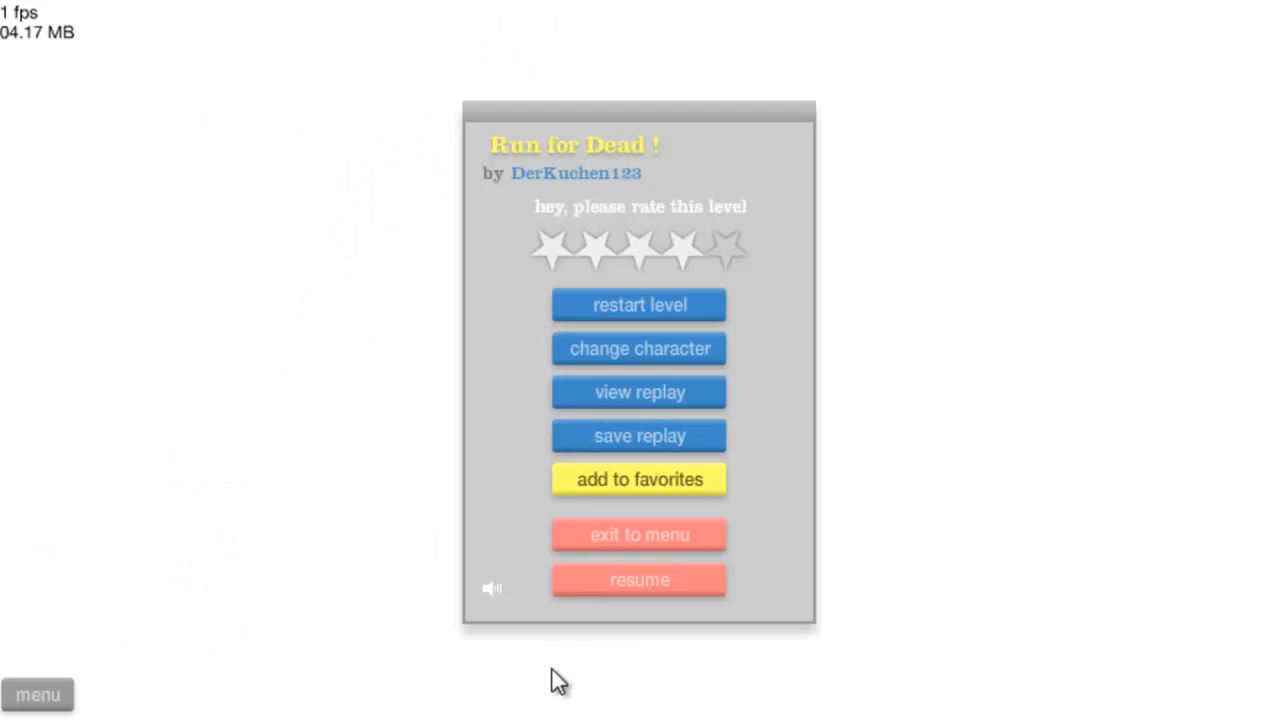 1 fps
04.17 MB
Run for Dead !
by DerKuchen123
hey, please rate this level
restart level
change character
view replay
save replay
add to favorites
exit to menu
resume
menu